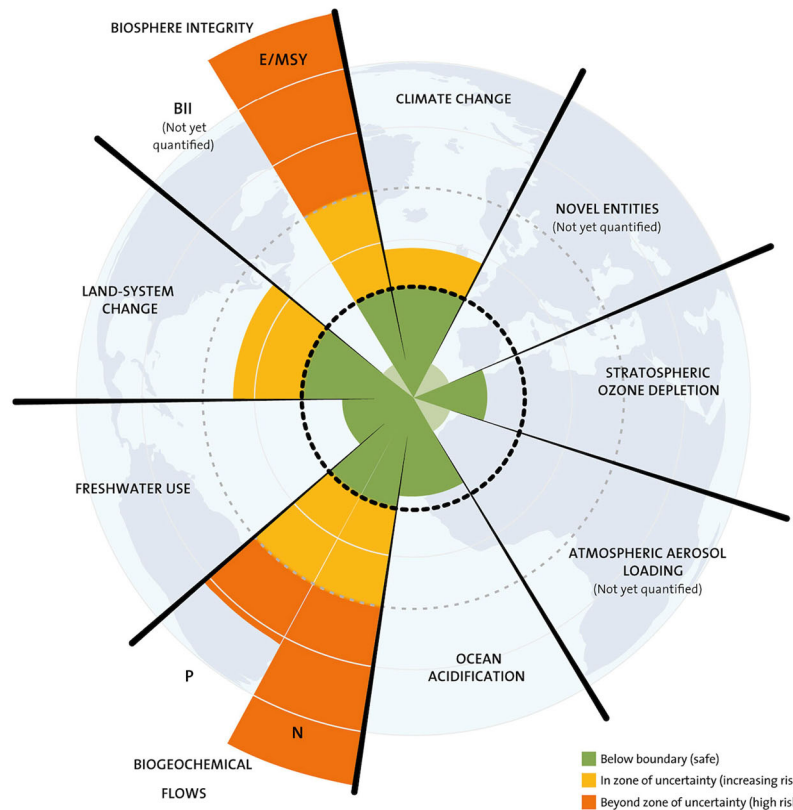 BIOSPHERE INTEGRITY
E/MSY
BII
(Not yet
quantified)
CLIMATE CHANGE
NOVEL ENTITIES
(Not yet quantified)
LAND-SYSTEM
CHANGE
STRATOSPHERIC
OZONE DEPLETION
FRESHWATER USE
ATMOSPHERIC AEROSOL
LOADING
(Not yet quantified)
OCEAN
ACIDIFICATION
P
N
BIOGEOCHEMICAL
FLOWS
Below boundary (safe)
In zone of uncertainty (increasing ris
Beyond zone of uncertainty (high ris